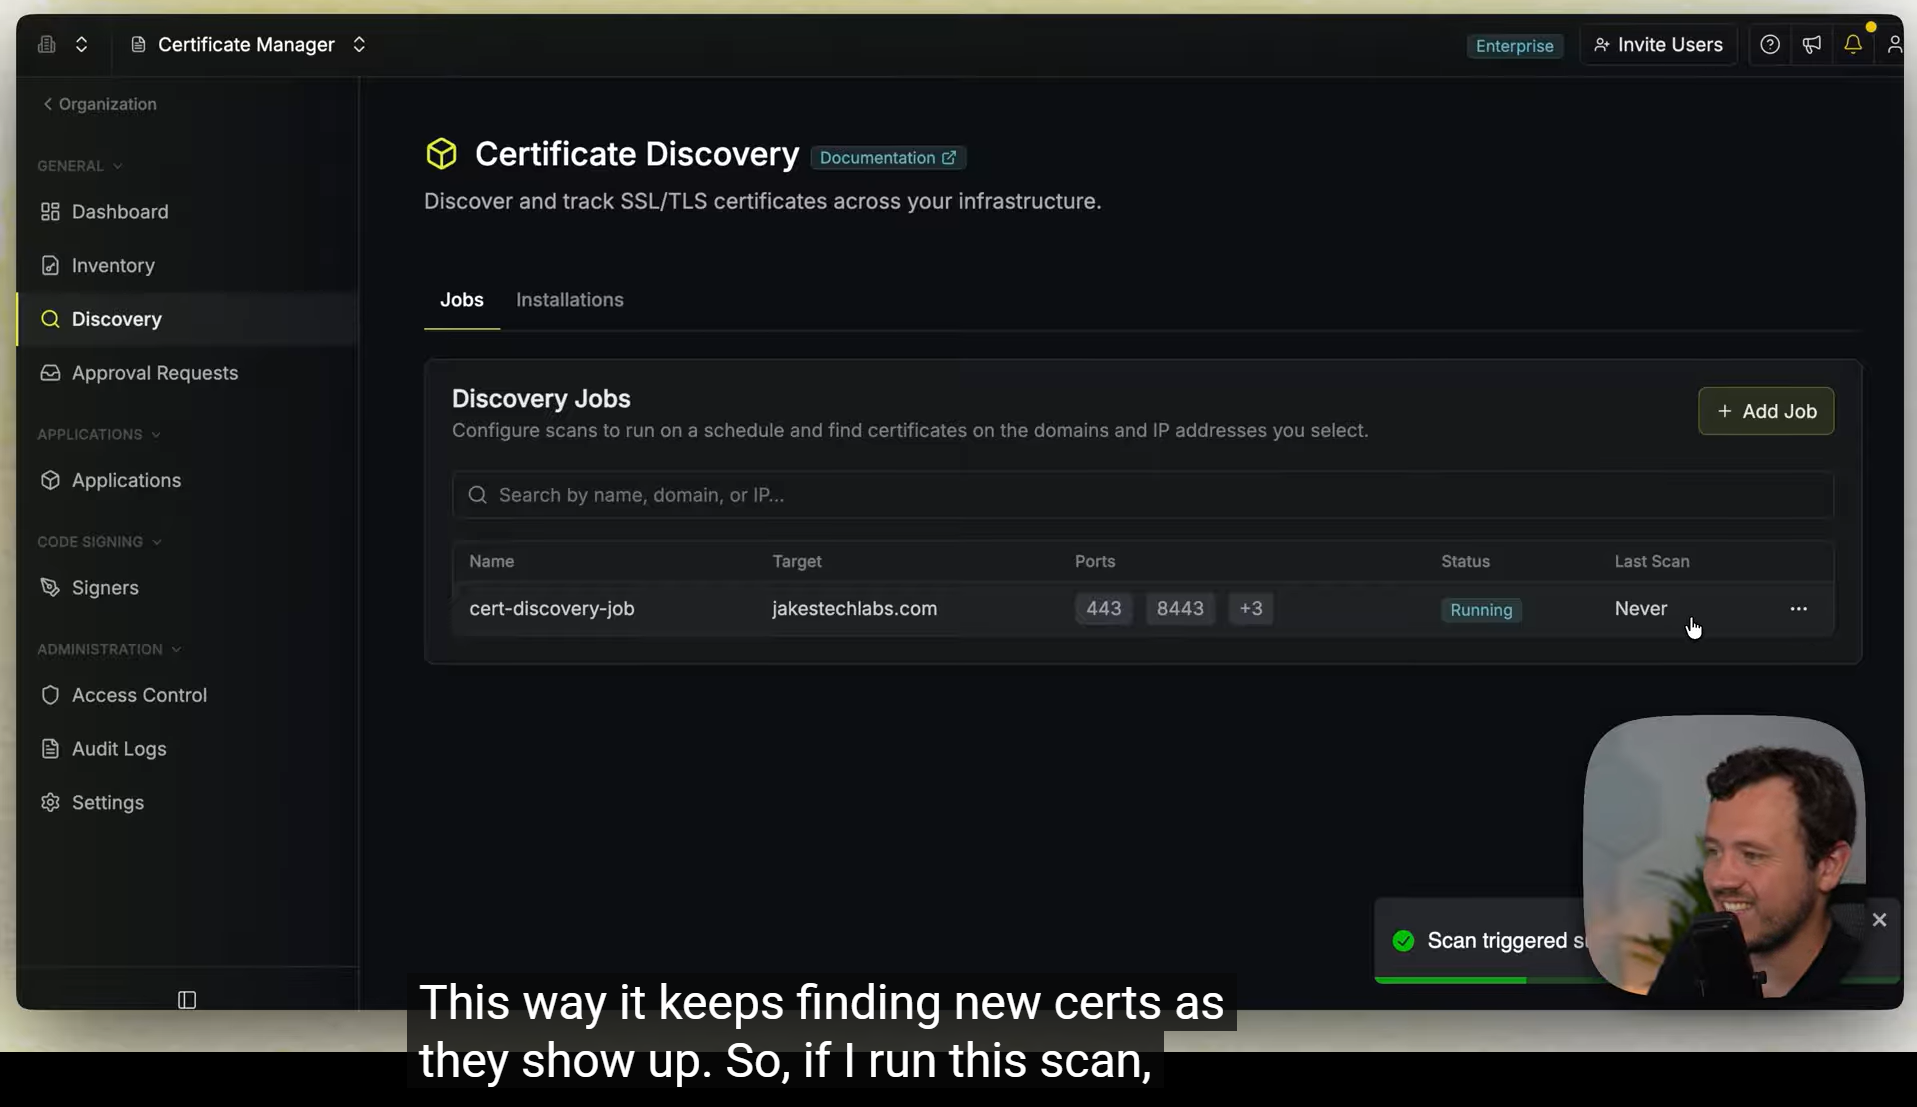 Certificate Manager
Enterprise
Invite Users
Organization
GENERAL
Dashboard
Inventory
Discovery
Approval Requests
APPLICATIONS
Applications
CODE SIGNING
Signers
ADMINISTRATION
Access Control
Audit Logs
Settings
Certificate Discovery
Documentation
Discover and track SSL/TLS certificates across your infrastructure.
Jobs Installations
Discovery Jobs
Configure scans to run on a schedule and find certificates on the domains and IP addresses you select.
+ Add Job
Search by name, domain, or IP...
Name Target Ports Status Last Scan
cert-discovery-job jakestechlabs.com 443 8443 +3 Running Never
Scan triggered
This way it keeps finding new certs as
they show up. So, if I run this scan,